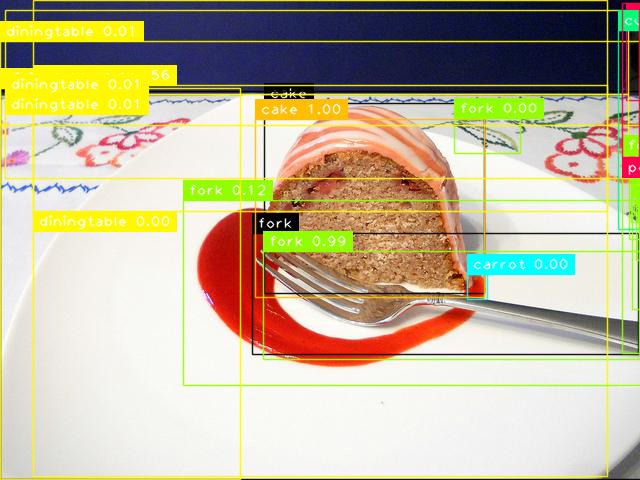 diningtable 0.01
cu
56
diningtable 0.01
diningtable 0.01
cake
cake 1.00
fork 0.00
f
p
fork 0.12
diningtable 0.00
fork
fork 0.99
carrot 0.00